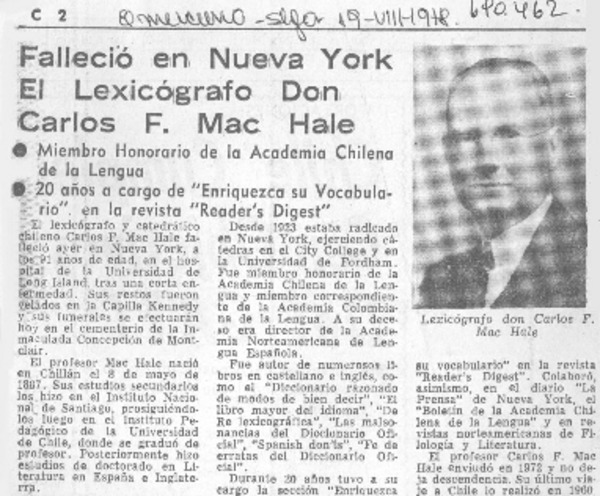 C 2
El mercurio - Stgo 19-VIII-1978. 690.462
Falleció en Nueva York
El Lexicógrafo Don
Carlos F. Mac Hale
● Miembro Honorario de la Academia Chilena
de la Lengua
● 20 años a cargo de "Enriquezca su Vocabula-
rio". en la revista "Reader's Digest"
El lexicógrafo y catedrático
chileno Carlos F. Mac Hale fa-
lleció ayer en Nueva York, a
los 91 años de edad, en el hos-
pital de la Universidad de
Long Island, tras una corta en-
fermedad. Sus restos fueron
velados en la Capilla Kennedy
y sus funerales se efectuarán
hoy en el cementerio de la In-
maculada Concepción de Mont-
clair.
El profesor Mac Hale nació
en Chillán el 8 de mayo de
1887. Sus estudios secundarios
los hizo en el Instituto Nacio-
nal de Santiago, prosiguiéndo-
los luego en el Instituto Pe-
dagógico de la Universidad
de Chile, donde se graduó de
profesor. Posteriormente hizo
estudios de doctorado en Li-
teratura en España e Inglate-
rra.
Desde 1923 estaba radicado
en Nueva York, ejerciendo cá-
tedras en el City College y en
la Universidad de Fordham.
Fue miembro honorario de la
Academia Chilena de la Len-
gua y miembro correspondien-
te de la Academia Colombia-
na de la Lengua A su dece-
so era director de la Acade-
mia Norteamericana de Len-
gua Española.
Fue autor de numerosos li-
bros en castellano e inglés, co-
mo el "Diccionario razonado
de modos de bien decir", "El
libro mayor del idioma", "De
Re lexicográfica", "Las malso-
nancias del Diccionario Ofi-
cial", "Spanish don'ts", "Fe de
erratas del Diccionario Ofi-
cial".
Durante 20 años tuvo a su
cargo la sección "Enriquezca
Lexicógrafo don Carlos F.
Mac Hale
su vocabulario" en la revista
"Reader's Digest". Colaboró,
asimismo, en el diario "La
Prensa" de Nueva York, el
"Boletín de la Academia Chi-
lena de la Lengua" y en re-
vistas norteamericanas de Fi-
lología y Literatura.
El profesor Carlos F. Mac
Hale enviudó en 1972 y no de-
ja descendencia. Su último via-
je a Chile lo realizó en 1960